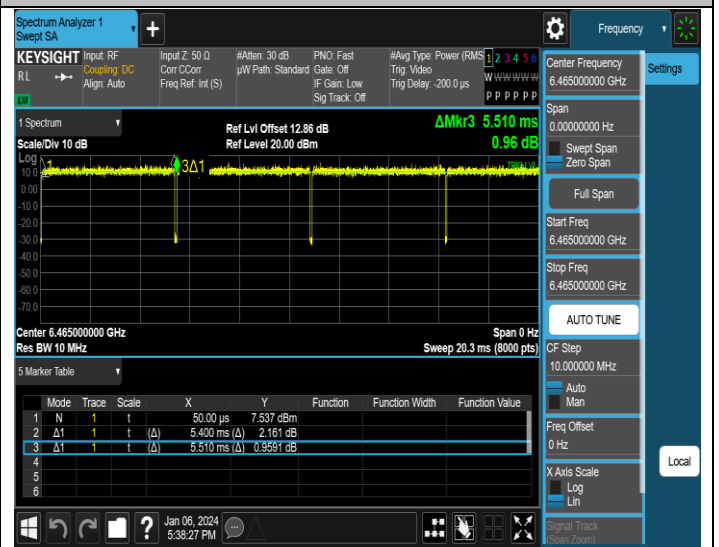 Spectrum Analyzer 1
Swept SA
+
Frequency
KEYSIGHT
RL
LXI
Input: RF
Coupling: DC
Align: Auto
Input Z: 50 Ω
Corr CCorr
Freq Ref: Int (S)
#Atten: 30 dB
µW Path: Standard
PNO: Fast
Gate: Off
IF Gain: Low
Sig Track: Off
#Avg Type: Power (RMS
Trig: Video
Trig Delay: -200.0 µs
1 2 3 4 5 6
W W W W W W
P P P P P P
Center Frequency
6.465000000 GHz
Settings
Span
0.00000000 Hz
Swept Span
Zero Span
Full Span
Start Freq
6.465000000 GHz
Stop Freq
6.465000000 GHz
AUTO TUNE
CF Step
10.000000 MHz
Auto
Man
Freq Offset
0 Hz
X Axis Scale
Log
Lin
Signal Track
(Span Zoom)
Local
1 Spectrum
Scale/Div 10 dB
Ref Lvl Offset 12.86 dB
Ref Level 20.00 dBm
ΔMkr3 5.510 ms
0.96 dB
Log
1
3Δ1
TRIG LVL
10.0
0.00
-10.0
-20.0
-30.0
-40.0
-50.0
-60.0
-70.0
Center 6.465000000 GHz
Res BW 10 MHz
Span 0 Hz
Sweep 20.3 ms (8000 pts)
5 Marker Table
Mode Trace Scale X Y Function Function Width Function Value
1 N 1 t 50.00 µs 7.537 dBm
2 Δ1 1 t (Δ) 5.400 ms (Δ) 2.161 dB
3 Δ1 1 t (Δ) 5.510 ms (Δ) 0.9591 dB
4
5
6
?
Jan 06, 2024
5:38:27 PM